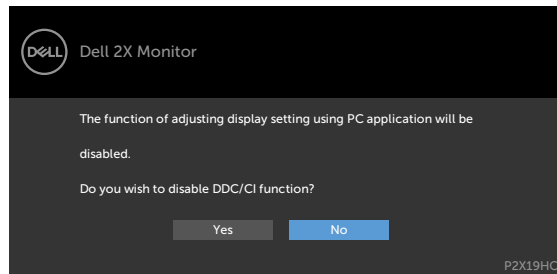 DELL
Dell 2X Monitor
The function of adjusting display setting using PC application will be
disabled.
Do you wish to disable DDC/CI function?
Yes
No
P2X19HC